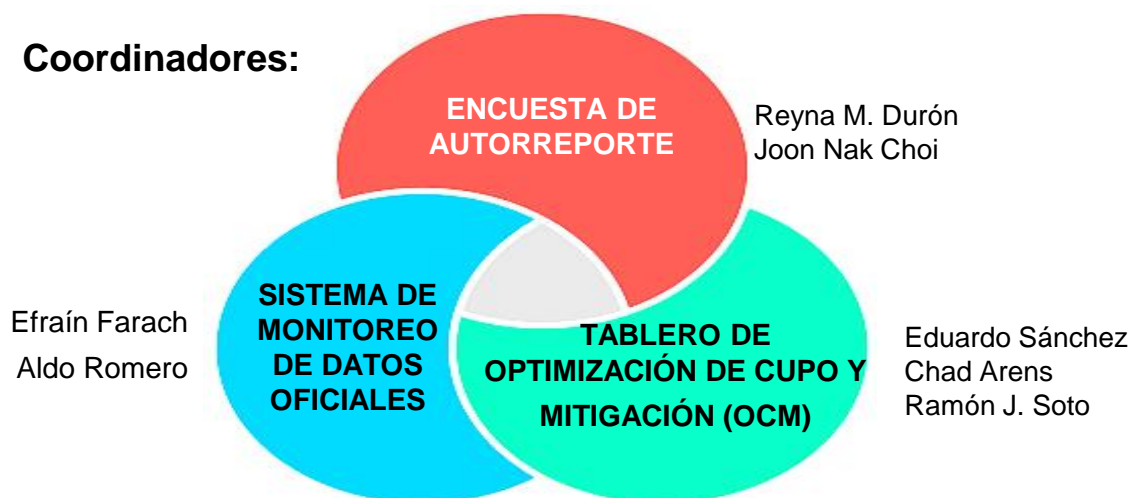 Coordinadores:
ENCUESTA DE
AUTORREPORTE
Reyna M. Durón
Joon Nak Choi
Efraín Farach
Aldo Romero
SISTEMA DE
MONITOREO
DE DATOS
OFICIALES
TABLERO DE
OPTIMIZACIÓN DE CUPO Y
MITIGACIÓN (OCM)
Eduardo Sánchez
Chad Arens
Ramón J. Soto